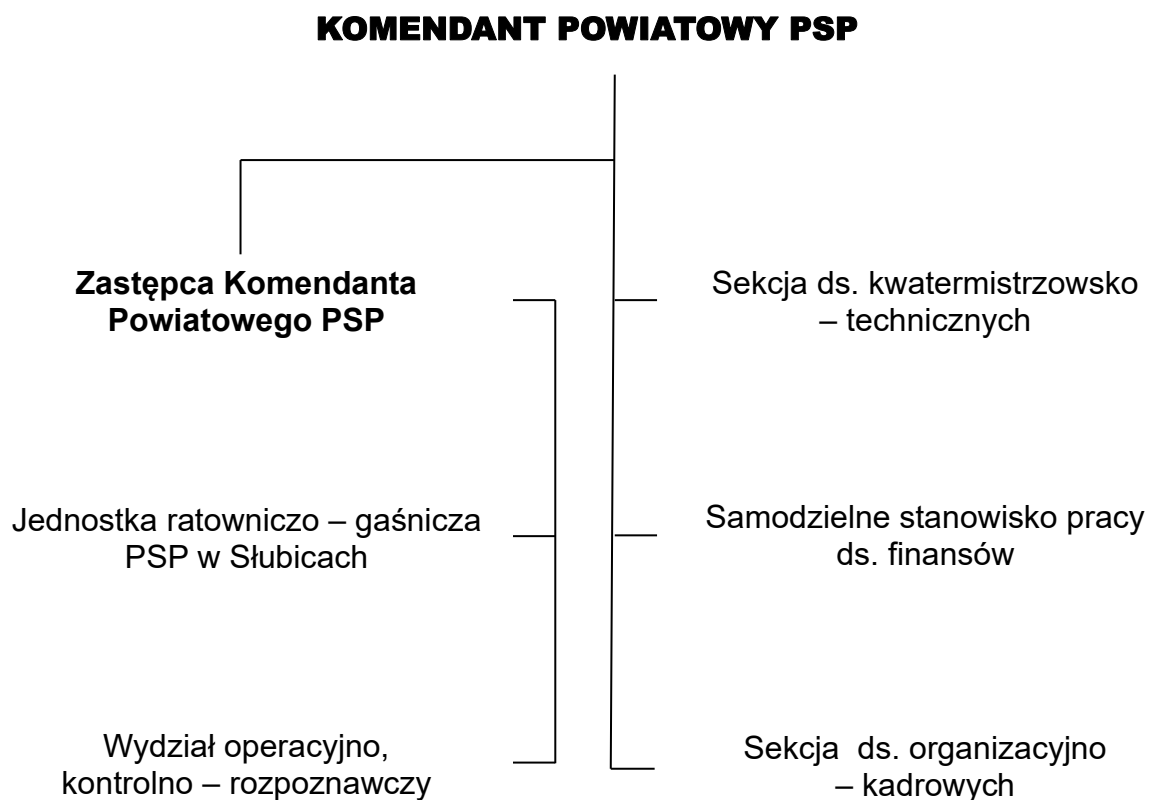 KOMENDANT POWIATOWY PSP
Zastępca Komendanta
Powiatowego PSP
Sekcja ds. kwatermistrzowsko
– technicznych
Jednostka ratowniczo – gaśnicza
PSP w Słubicach
Samodzielne stanowisko pracy
ds. finansów
Wydział operacyjno,
kontrolno – rozpoznawczy
Sekcja  ds. organizacyjno
– kadrowych